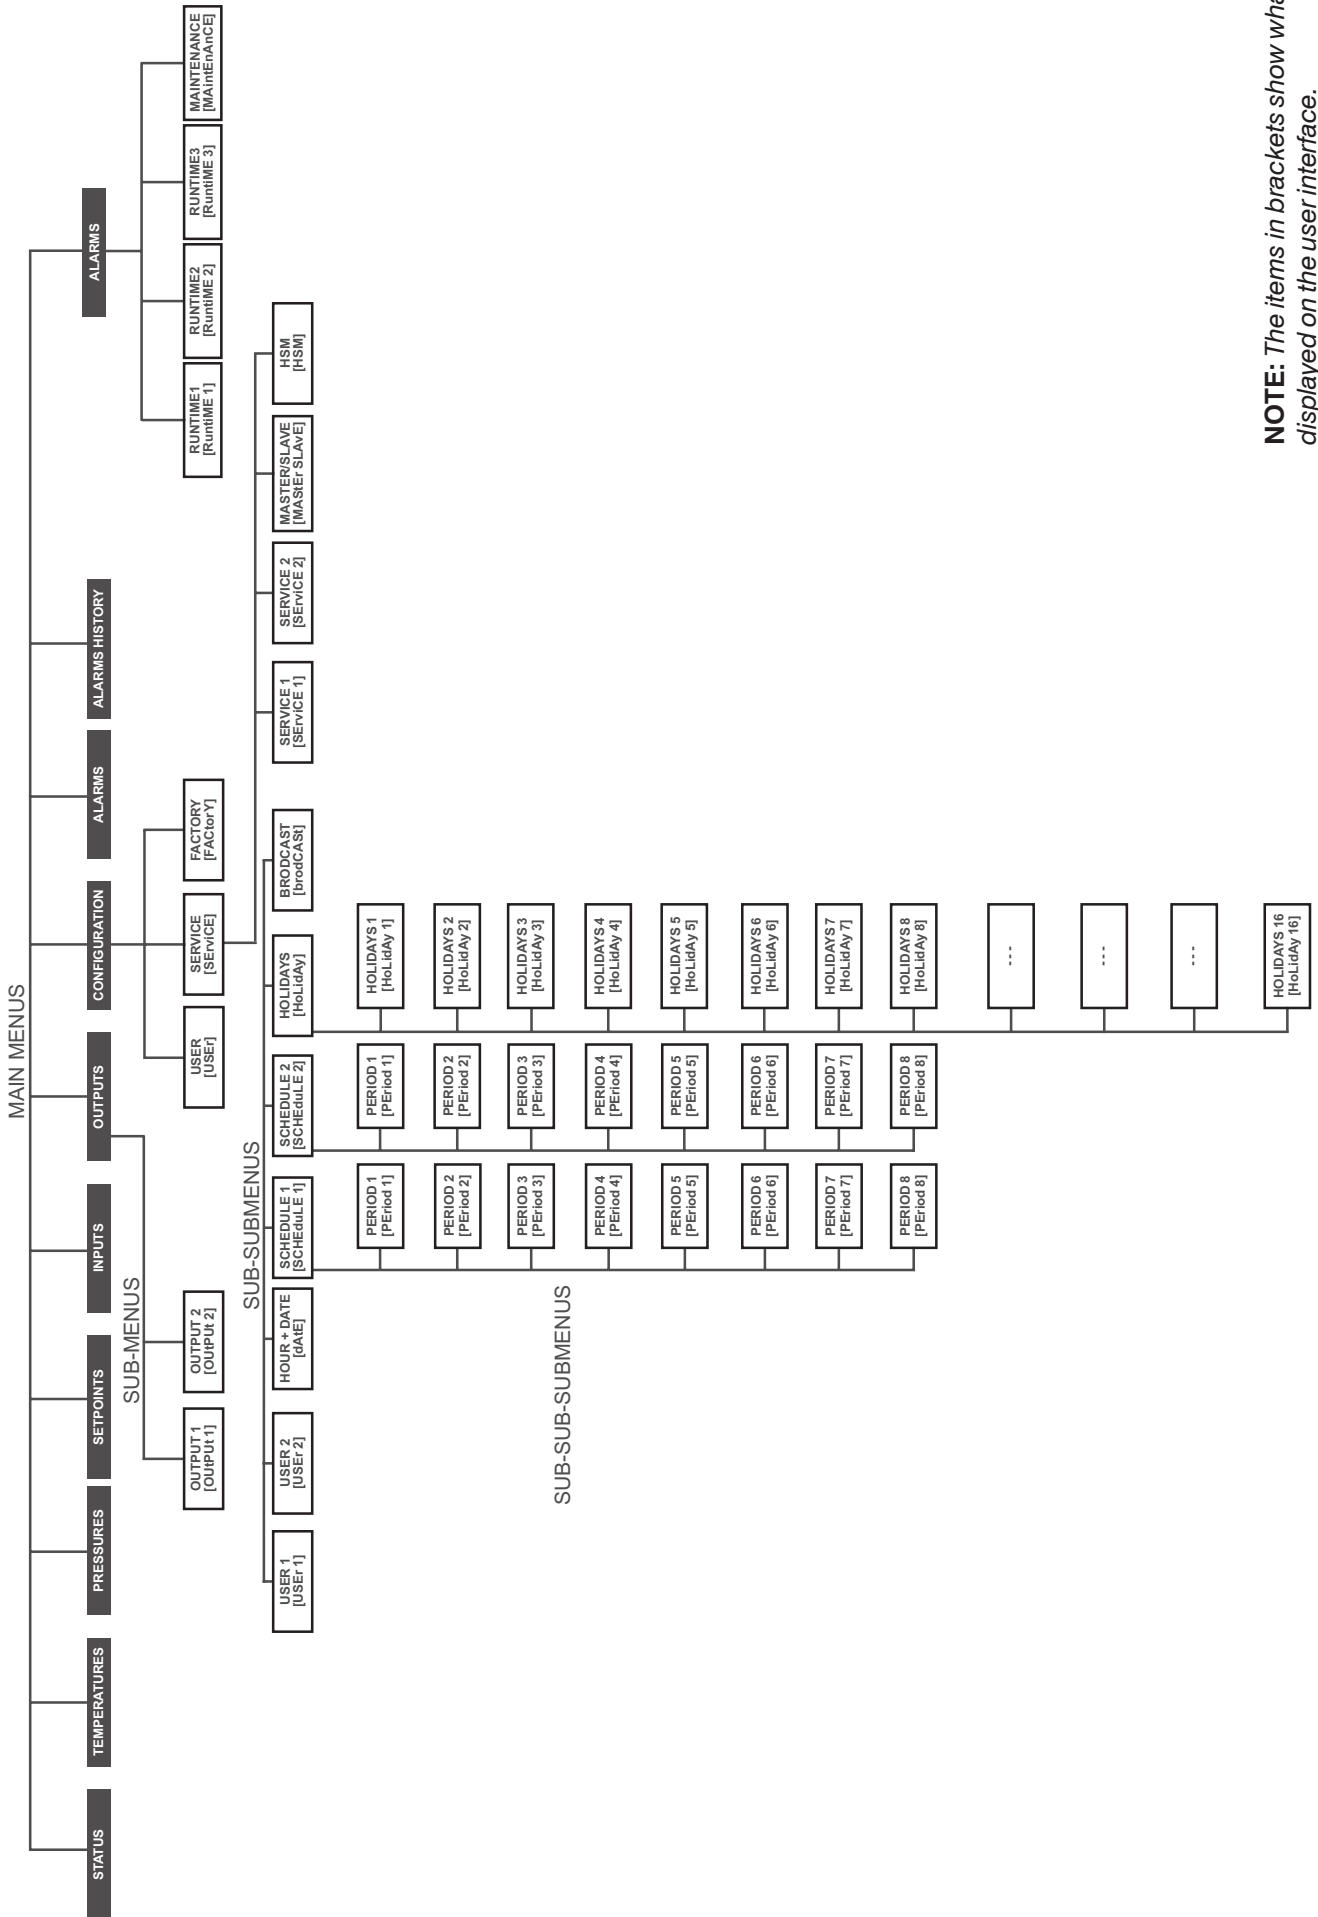 MAIN MENUS
STATUS
TEMPERATURES
PRESSURES
SETPOINTS
INPUTS
OUTPUTS
CONFIGURATION
ALARMS
ALARMS HISTORY
ALARMS
SUB-MENUS
OUTPUT 1
[OUtPUt 1]
OUTPUT 2
[OUtPUt 2]
USER
[USEr]
SERVICE
[SErviCE]
FACTORY
[FACtorY]
RUNTIME1
[RuntiME 1]
RUNTIME2
[RuntiME 2]
RUNTIME3
[RuntiME 3]
MAINTENANCE
[MAintEnAnCE]
SUB-SUBMENUS
USER 1
[USEr 1]
USER 2
[USEr 2]
HOUR + DATE
[dAtE]
SCHEDULE 1
[SCHEduLE 1]
SCHEDULE 2
[SCHEduLE 2]
HOLIDAYS
[HoLidAy]
BRODCAST
[brodCASt]
SERVICE 1
[SErviCE 1]
SERVICE 2
[SErviCE 2]
MASTER/SLAVE
[MAStEr SLAvE]
HSM
[HSM]
SUB-SUB-SUBMENUS
PERIOD 1
[PEriod 1]
PERIOD 2
[PEriod 2]
PERIOD 3
[PEriod 3]
PERIOD 4
[PEriod 4]
PERIOD 5
[PEriod 5]
PERIOD 6
[PEriod 6]
PERIOD 7
[PEriod 7]
PERIOD 8
[PEriod 8]
PERIOD 1
[PEriod 1]
PERIOD 2
[PEriod 2]
PERIOD 3
[PEriod 3]
PERIOD 4
[PEriod 4]
PERIOD 5
[PEriod 5]
PERIOD 6
[PEriod 6]
PERIOD 7
[PEriod 7]
PERIOD 8
[PEriod 8]
HOLIDAYS 1
[HoLidAy 1]
HOLIDAYS 2
[HoLidAy 2]
HOLIDAYS 3
[HoLidAy 3]
HOLIDAYS 4
[HoLidAy 4]
HOLIDAYS 5
[HoLidAy 5]
HOLIDAYS 6
[HoLidAy 6]
HOLIDAYS 7
[HoLidAy 7]
HOLIDAYS 8
[HoLidAy 8]
- - -
- - -
- - -
HOLIDAYS 16
[HoLidAy 16]
NOTE: The items in brackets show
displayed on the user interface.